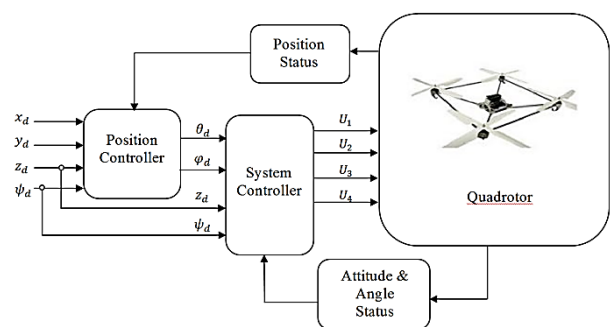 Position
Status
x_d
y_d
z_d
ψ_d
Position
Controller
θ_d
φ_d
z_d
ψ_d
System
Controller
U_1
U_2
U_3
U_4
Quadrotor
Attitude &
Angle
Status